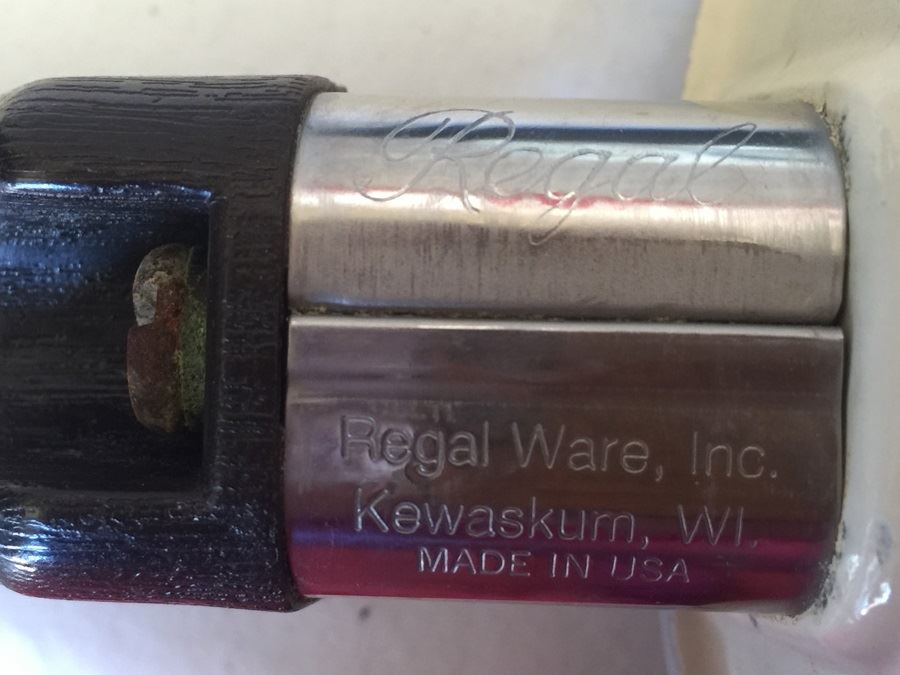 Regal
Regal Ware, Inc.
Kewaskum, WI.
MADE IN USA